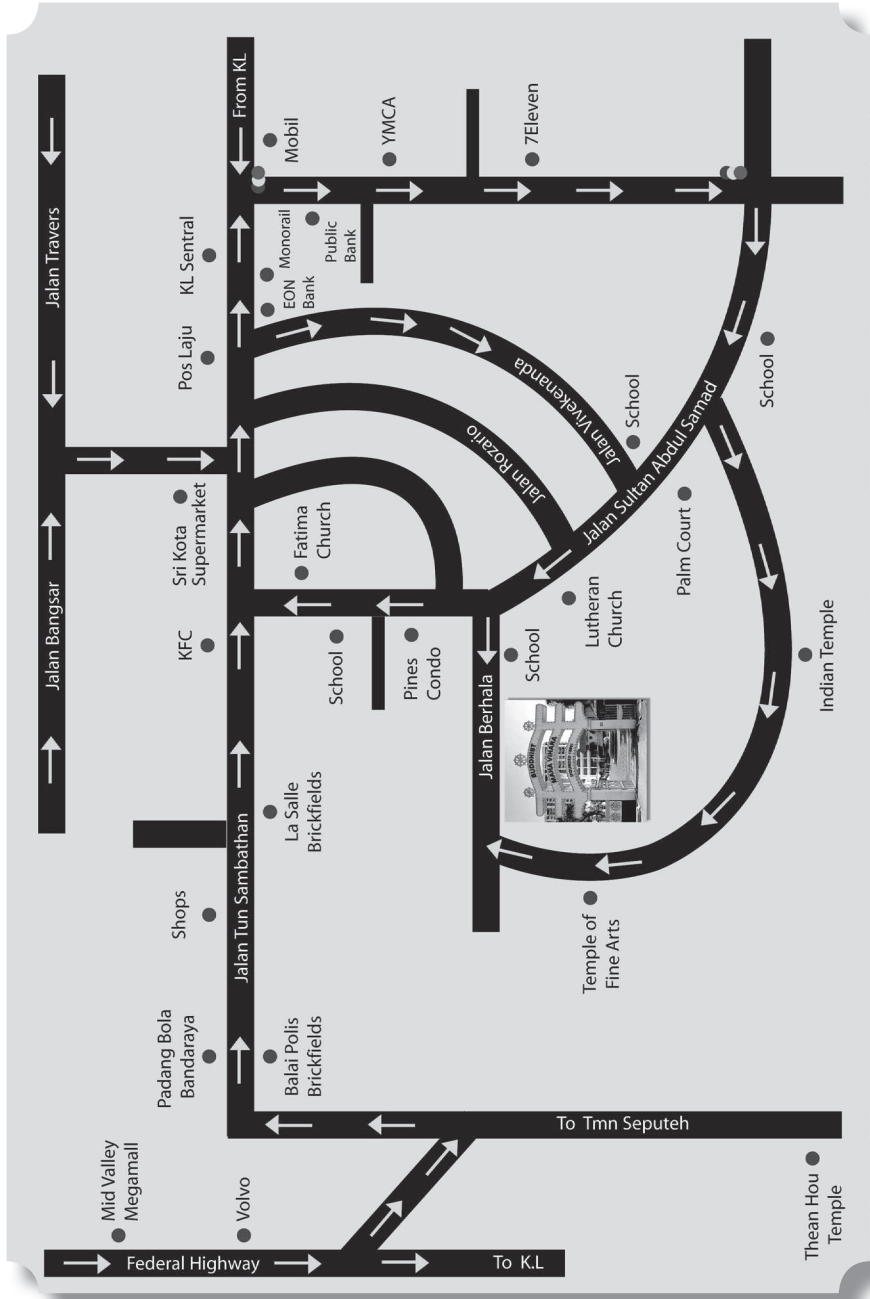 Jalan Bangsar
Jalan Travers
Mid Valley
Megamall
Federal Highway
To K.L
Volvo
Padang Bola
Bandaraya
Shops
KFC
Sri Kota
Supermarket
Pos Laju
KL Sentral
Jalan Tun Sambathan
From KL
Balai Polis
Brickfields
La Salle
Brickfields
School
Pines
Condo
Fatima
Church
EON
Bank
Monorail
Public
Bank
Mobil
YMCA
7Eleven
Jalan Rozario
Jalan Vivekenanda
Jalan Berhala
School
BUDDHIST
MAHA VIHARA
Lutheran
Church
Jalan Sultan Abdul Samad
School
Palm Court
School
Temple of
Fine Arts
Indian Temple
To Tmn Seputeh
Thean Hou
Temple